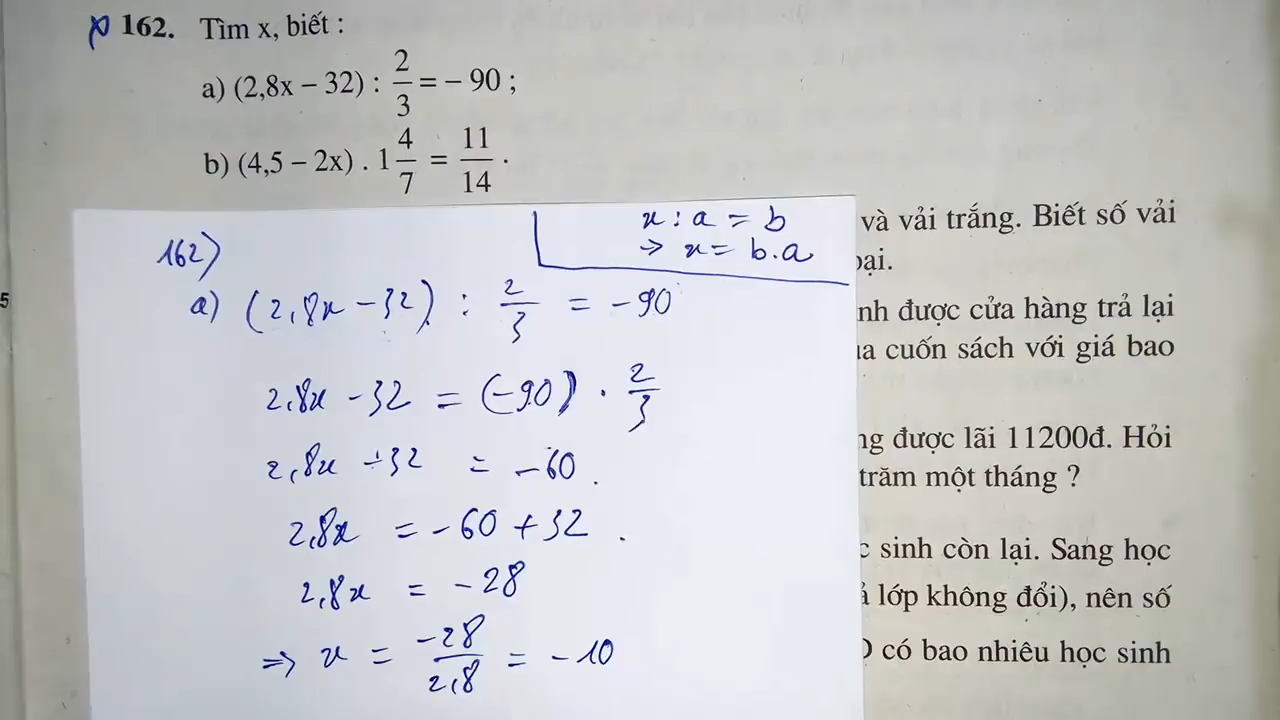 162. Tìm x, biết :
a) (2,8x – 32) : 2/3 = – 90 ;
b) (4,5 – 2x) . 1 4/7 = 11/14 .
và vải trắng. Biết số vải
ại.
nh được cửa hàng trả lại
cuốn sách với giá bao
ng được lãi 11200đ. Hỏi
trăm một tháng ?
sinh còn lại. Sang học
lớp không đổi), nên số
có bao nhiêu học sinh
5
x : a = b
→ x = b.a
162)
a) (2,8x – 32) : 2/3 = –90
2,8x – 32 = (–90) . 2/3
2,8x – 32 = –60 .
2,8x = –60 + 32 .
2,8x = –28
⇒ x = –28/2,8 = –10